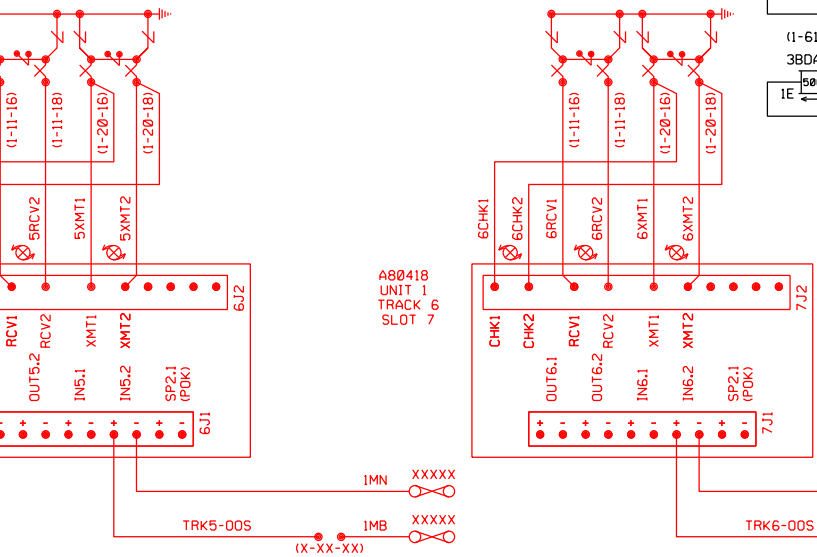 (1-61
3BDA
50
1E
(1-11-16)
(1-11-18)
(1-20-16)
(1-20-18)
(1-11-16)
(1-11-18)
(1-20-16)
(1-20-18)
5RCV2
5XMT1
5XMT2
6CHK1
6CHK2
6RCV1
6RCV2
6XMT1
6XMT2
A80418
UNIT 1
TRACK 6
SLOT 7
6J2
7J2
RCV1
RCV2
XMT1
XMT2
CHK1
CHK2
RCV1
RCV2
XMT1
XMT2
OUT5.2
IN5.1
IN5.2
SP2.1
(POK)
OUT6.1
OUT6.2
IN6.1
IN6.2
SP2.1
(POK)
- + - + - + - + -
6J1
+ - + - + - + - + -
7J1
1MN
XXXXX
TRK5-OOS
(X-XX-XX)
1MB
XXXXX
TRK6-OOS